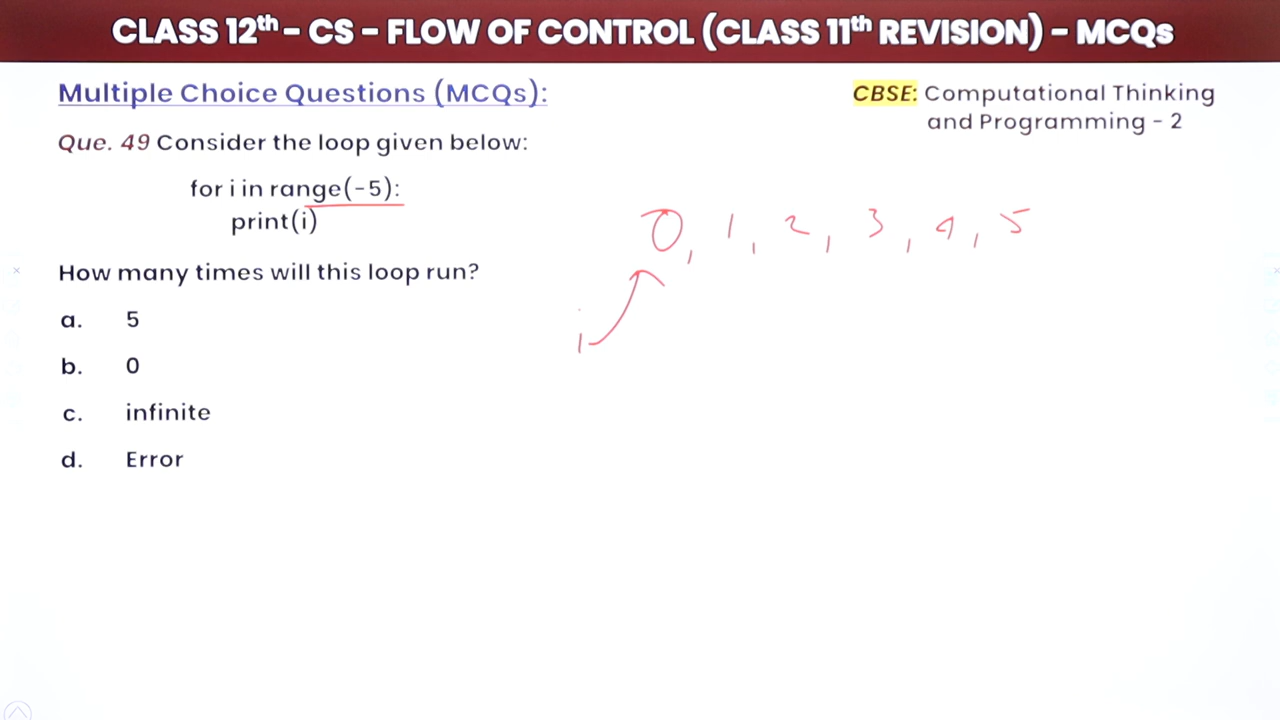 CLASS 12th – CS – FLOW OF CONTROL (CLASS 11th REVISION) – MCQs
Multiple Choice Questions (MCQs):
CBSE: Computational Thinking
and Programming - 2
Que. 49 Consider the loop given below:
for i in range(-5):
print(i)
0, 1, 2, 3, 4, 5
i
How many times will this loop run?
a. 5
b. 0
c. infinite
d. Error